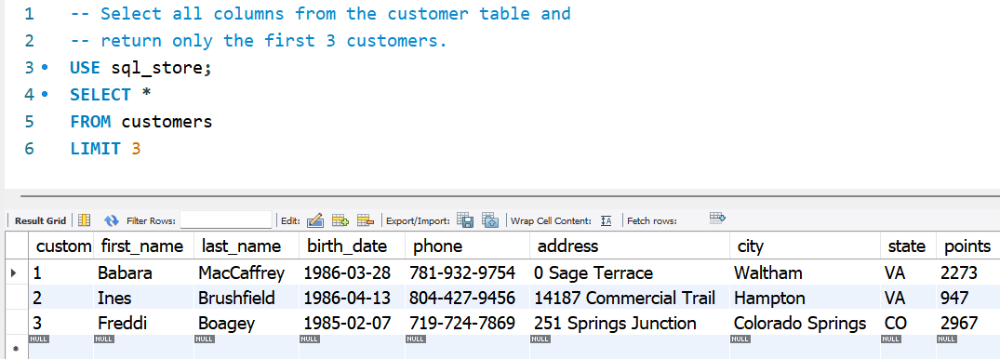 1 -- Select all columns from the customer table and
2 -- return only the first 3 customers.
3 USE sql_store;
4 SELECT *
5 FROM customers
6 LIMIT 3
Result Grid Filter Rows: Edit: Export/Import: Wrap Cell Content: IA Fetch rows:
custom first_name last_name birth_date phone address city state points
1 Babara MacCaffrey 1986-03-28 781-932-9754 0 Sage Terrace Waltham VA 2273
2 Ines Brushfield 1986-04-13 804-427-9456 14187 Commercial Trail Hampton VA 947
3 Freddi Boagey 1985-02-07 719-724-7869 251 Springs Junction Colorado Springs CO 2967
* NULL NULL NULL NULL NULL NULL NULL NULL NULL